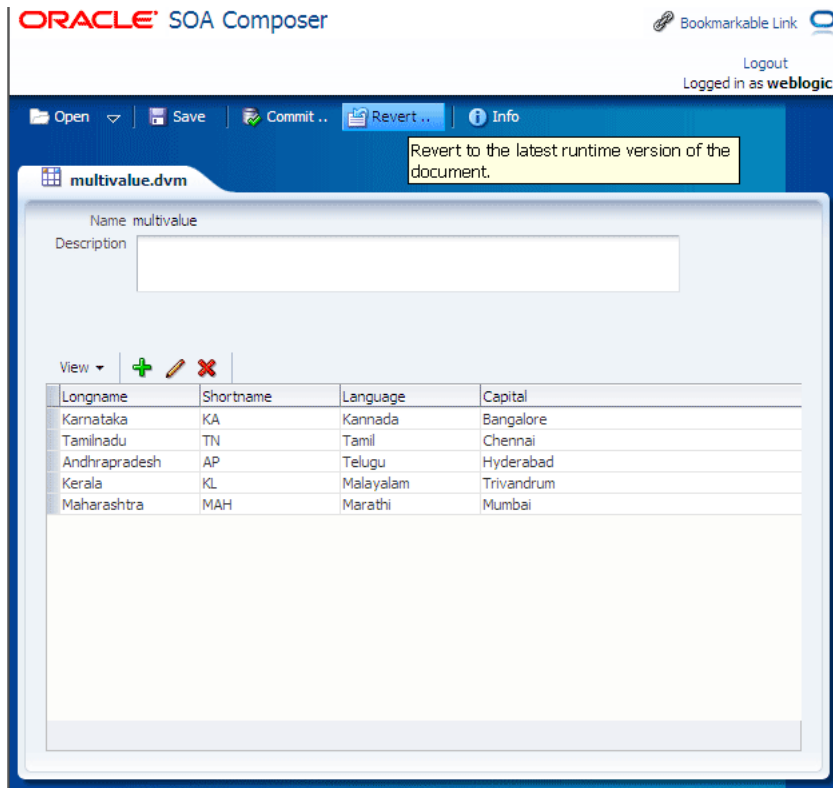 ORACLE SOA Composer
Bookmarkable Link
Logout
Logged in as weblogic
Open Save Commit .. Revert .. Info
Revert to the latest runtime version of the
document.
multivalue.dvm
Name multivalue
Description
View
Longname Shortname Language Capital
Karnataka KA Kannada Bangalore
Tamilnadu TN Tamil Chennai
Andhrapradesh AP Telugu Hyderabad
Kerala KL Malayalam Trivandrum
Maharashtra MAH Marathi Mumbai